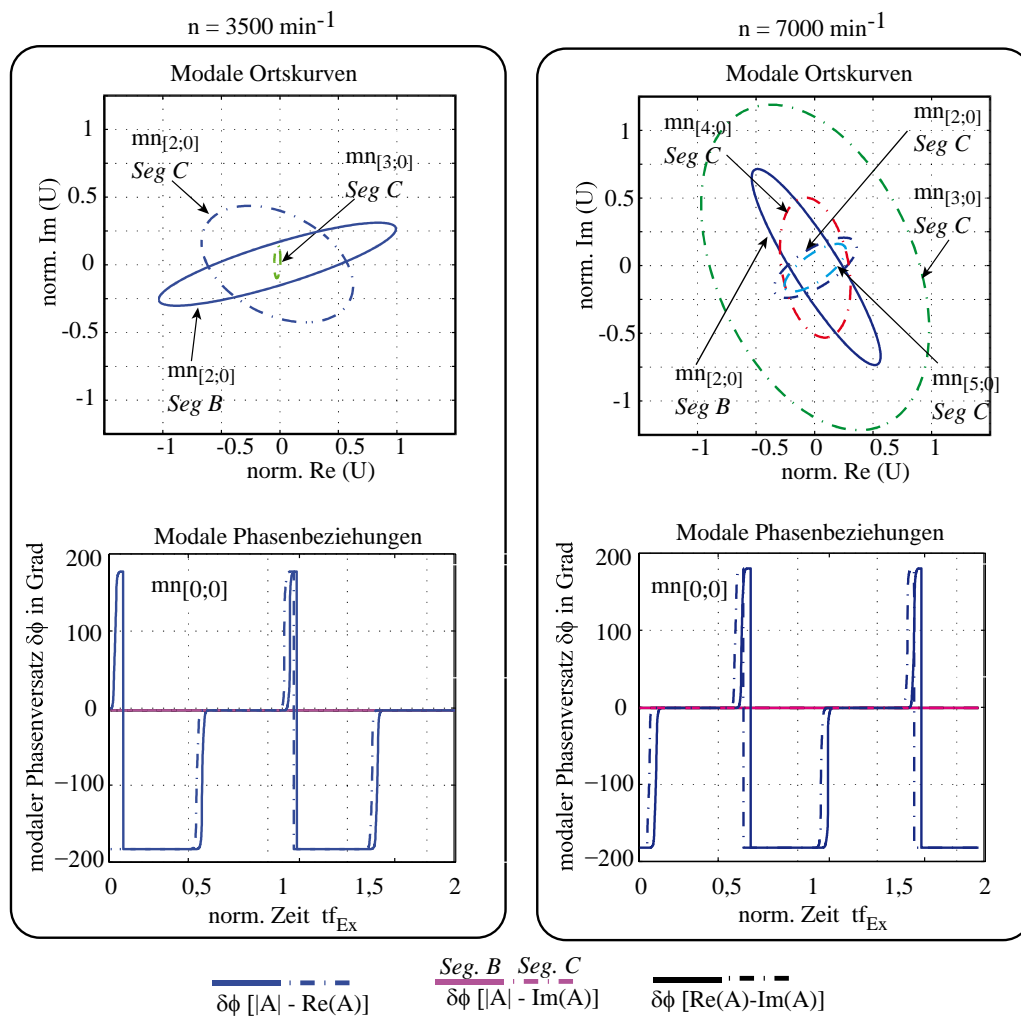 n = 3500 min⁻¹
Modale Ortskurven
mn[2;0]
Seg C
mn[3;0]
Seg C
mn[2;0]
Seg B
norm. Im (U)
1
0.5
0
-0.5
-1
-1
-0.5
0
0.5
1
norm. Re (U)
Modale Phasenbeziehungen
mn[0;0]
modaler Phasenversatz δϕ in Grad
200
100
0
−100
−200
0
0,5
1
1,5
2
norm. Zeit tfEx
n = 7000 min⁻¹
Modale Ortskurven
mn[4;0]
Seg C
mn[2;0]
Seg C
mn[3;0]
Seg C
mn[2;0]
Seg B
mn[5;0]
Seg C
norm. Im (U)
1
0.5
0
-0.5
-1
-1
-0.5
0
0.5
1
norm. Re (U)
Modale Phasenbeziehungen
mn[0;0]
modaler Phasenversatz δϕ in Grad
200
100
0
−100
−200
0
0,5
1
1,5
2
norm. Zeit tfEx
Seg. B Seg. C
δϕ [|A| - Re(A)]
δϕ [|A| - Im(A)]
δϕ [Re(A)-Im(A)]